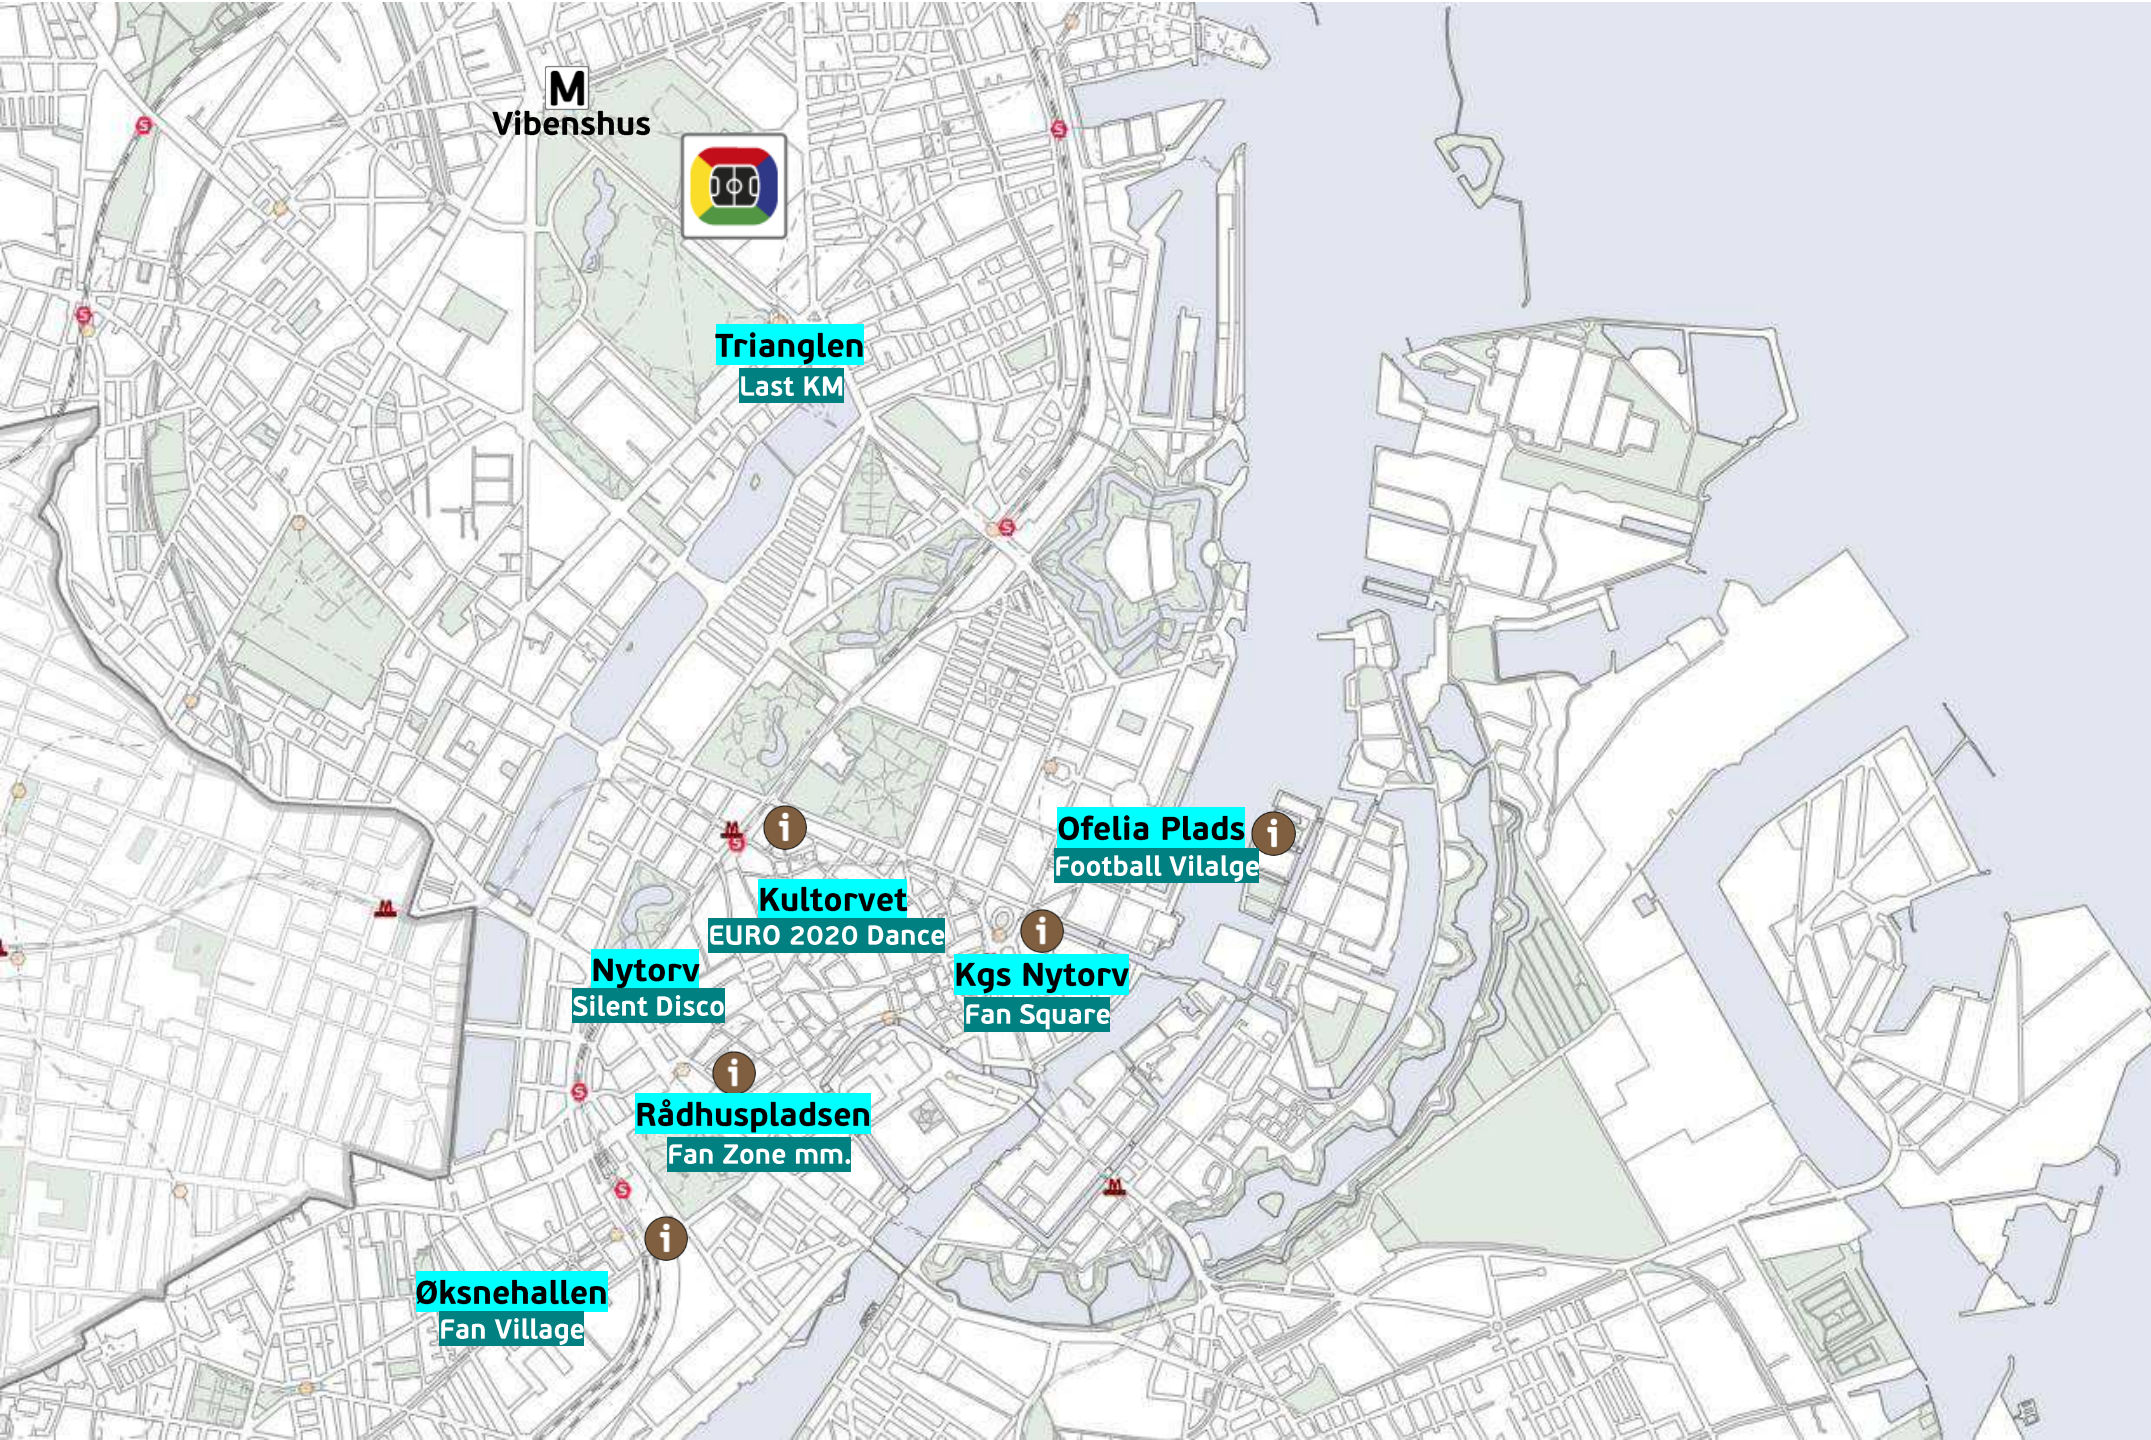 M
Vibenshus
Trianglen
Last KM
Ofelia Plads
Football Vilalge
Kultorvet
EURO 2020 Dance
Nytorv
Silent Disco
Kgs Nytorv
Fan Square
Rådhuspladsen
Fan Zone mm.
Øksnehallen
Fan Village